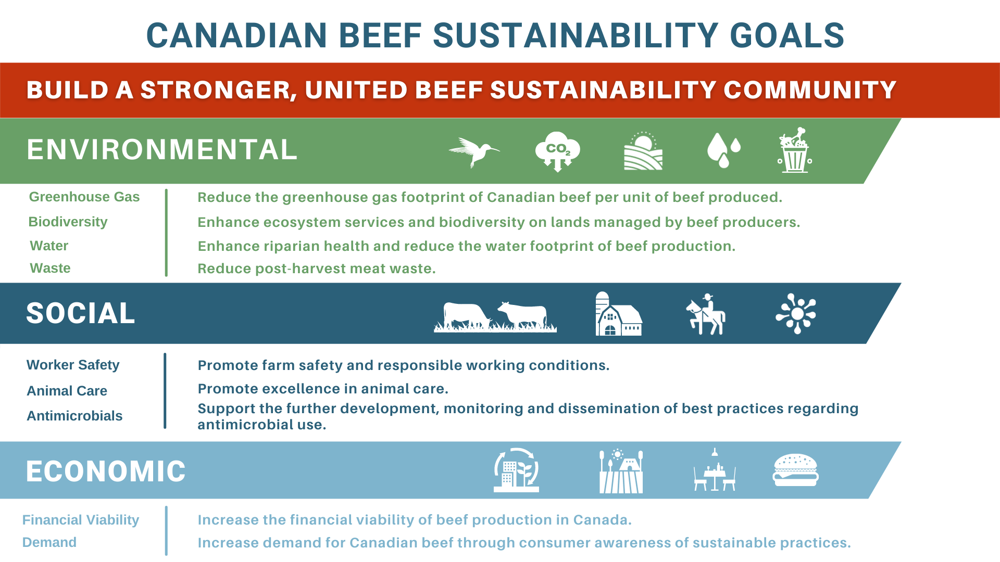 CANADIAN BEEF SUSTAINABILITY GOALS
BUILD A STRONGER, UNITED BEEF SUSTAINABILITY COMMUNITY
ENVIRONMENTAL
CO2
Greenhouse Gas
Reduce the greenhouse gas footprint of Canadian beef per unit of beef produced.
Biodiversity
Enhance ecosystem services and biodiversity on lands managed by beef producers.
Water
Enhance riparian health and reduce the water footprint of beef production.
Waste
Reduce post-harvest meat waste.
SOCIAL
Worker Safety
Promote farm safety and responsible working conditions.
Animal Care
Promote excellence in animal care.
Antimicrobials
Support the further development, monitoring and dissemination of best practices regarding
antimicrobial use.
ECONOMIC
Financial Viability
Increase the financial viability of beef production in Canada.
Demand
Increase demand for Canadian beef through consumer awareness of sustainable practices.